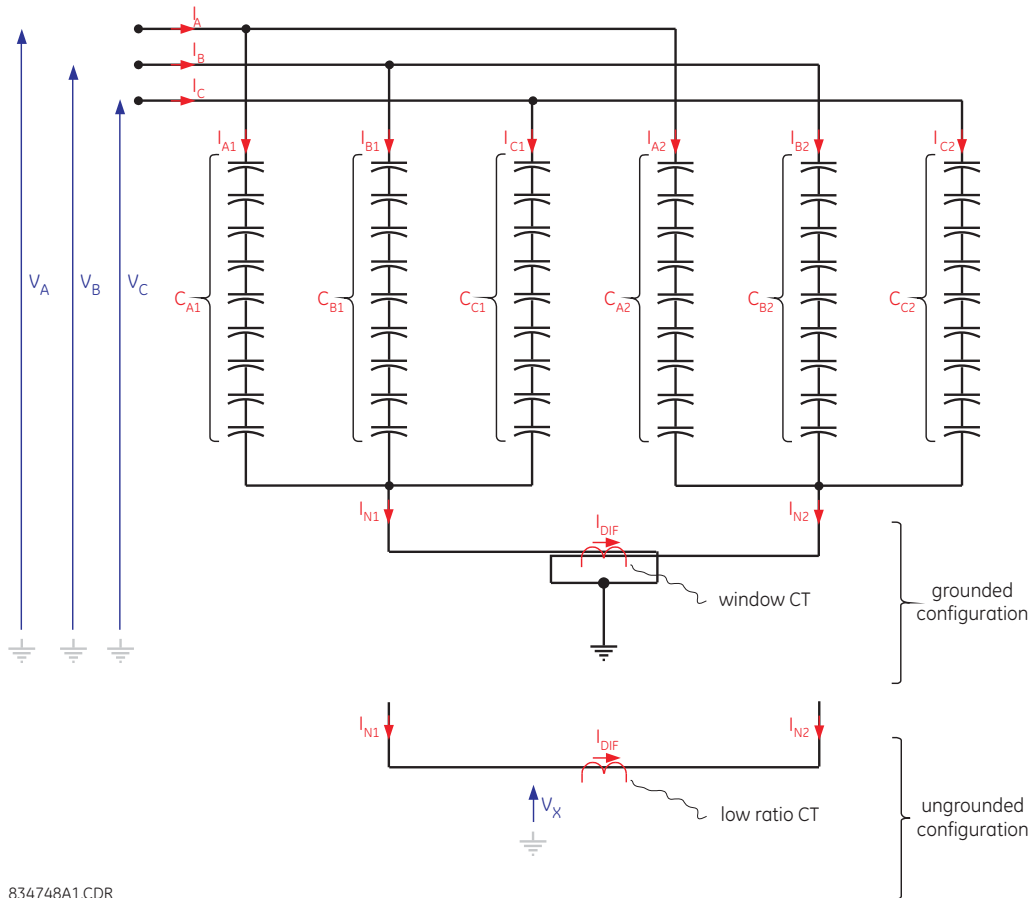 I_A
I_B
I_C
I_A1
I_B1
I_C1
I_A2
I_B2
I_C2
V_A
V_B
V_C
C_A1
C_B1
C_C1
C_A2
C_B2
C_C2
I_N1
I_N2
I_DIF
window CT
grounded
configuration
I_N1
I_N2
I_DIF
V_X
low ratio CT
ungrounded
configuration
834748A1.CDR